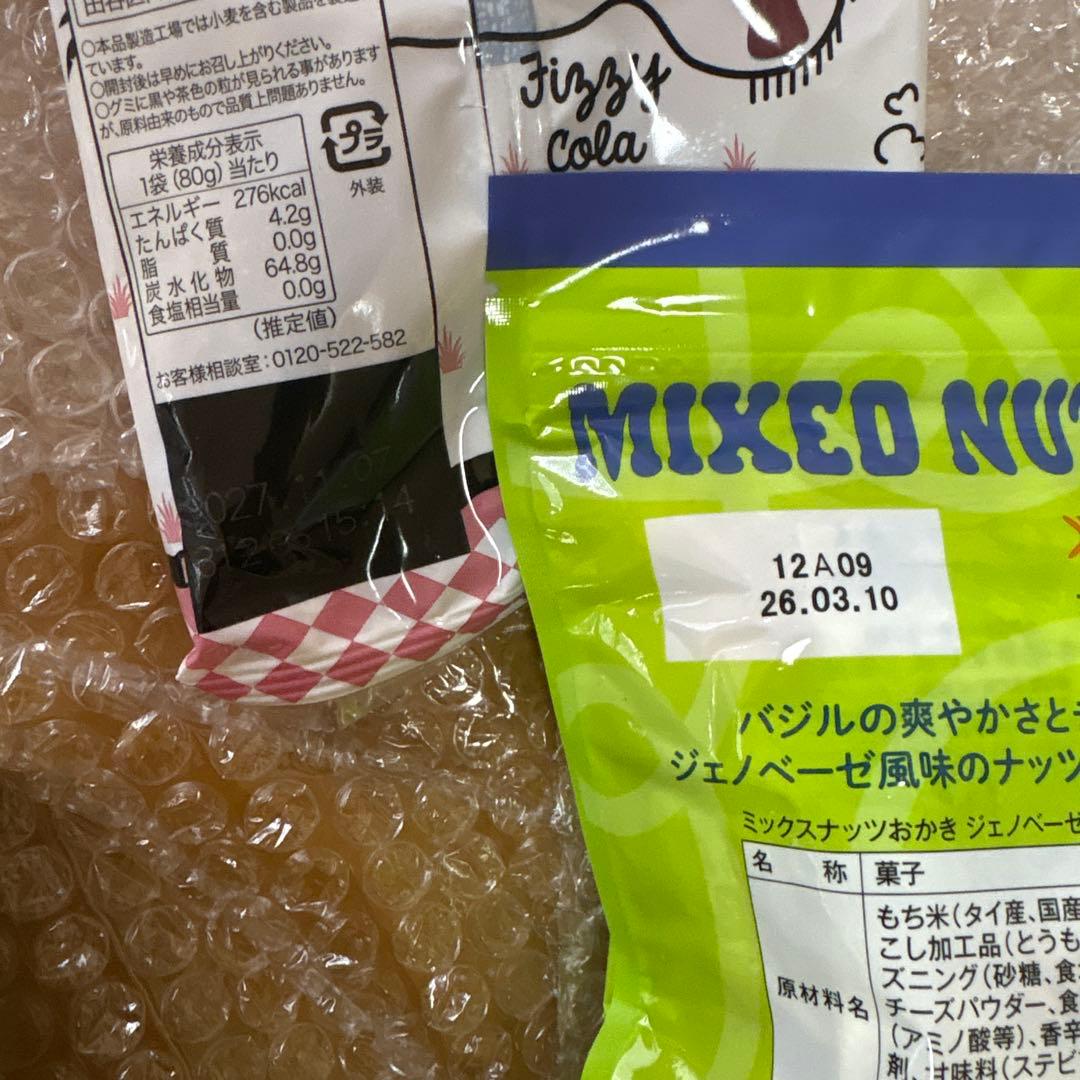 ○本品製造工場では小麦を含む製品を製造
ています。
○開封後は早めにお召し上がりください。
○グミに黒や茶色の粒が見られる事があります
が、原料由来のもので品質上問題ありません。
栄養成分表示
1袋(80g)当たり
エネルギー 276kcal
たんぱく質 4.2g
脂質 0.0g
炭水化物 64.8g
食塩相当量 0.0g
(推定値)
プラ
外装
お客様相談室:0120-522-582
Fizzy
Cola
MIXED NU
12A09
26.03.10
バジルの爽やかさと
ジェノベーゼ風味のナッツ
ミックスナッツおかき ジェノベーゼ
名称 菓子
原材料名
もち米(タイ産、国産
こし加工品(とうも
ズニング(砂糖、食
チーズパウダー、食
(アミノ酸等)、香辛
剤、甘味料(ステビ